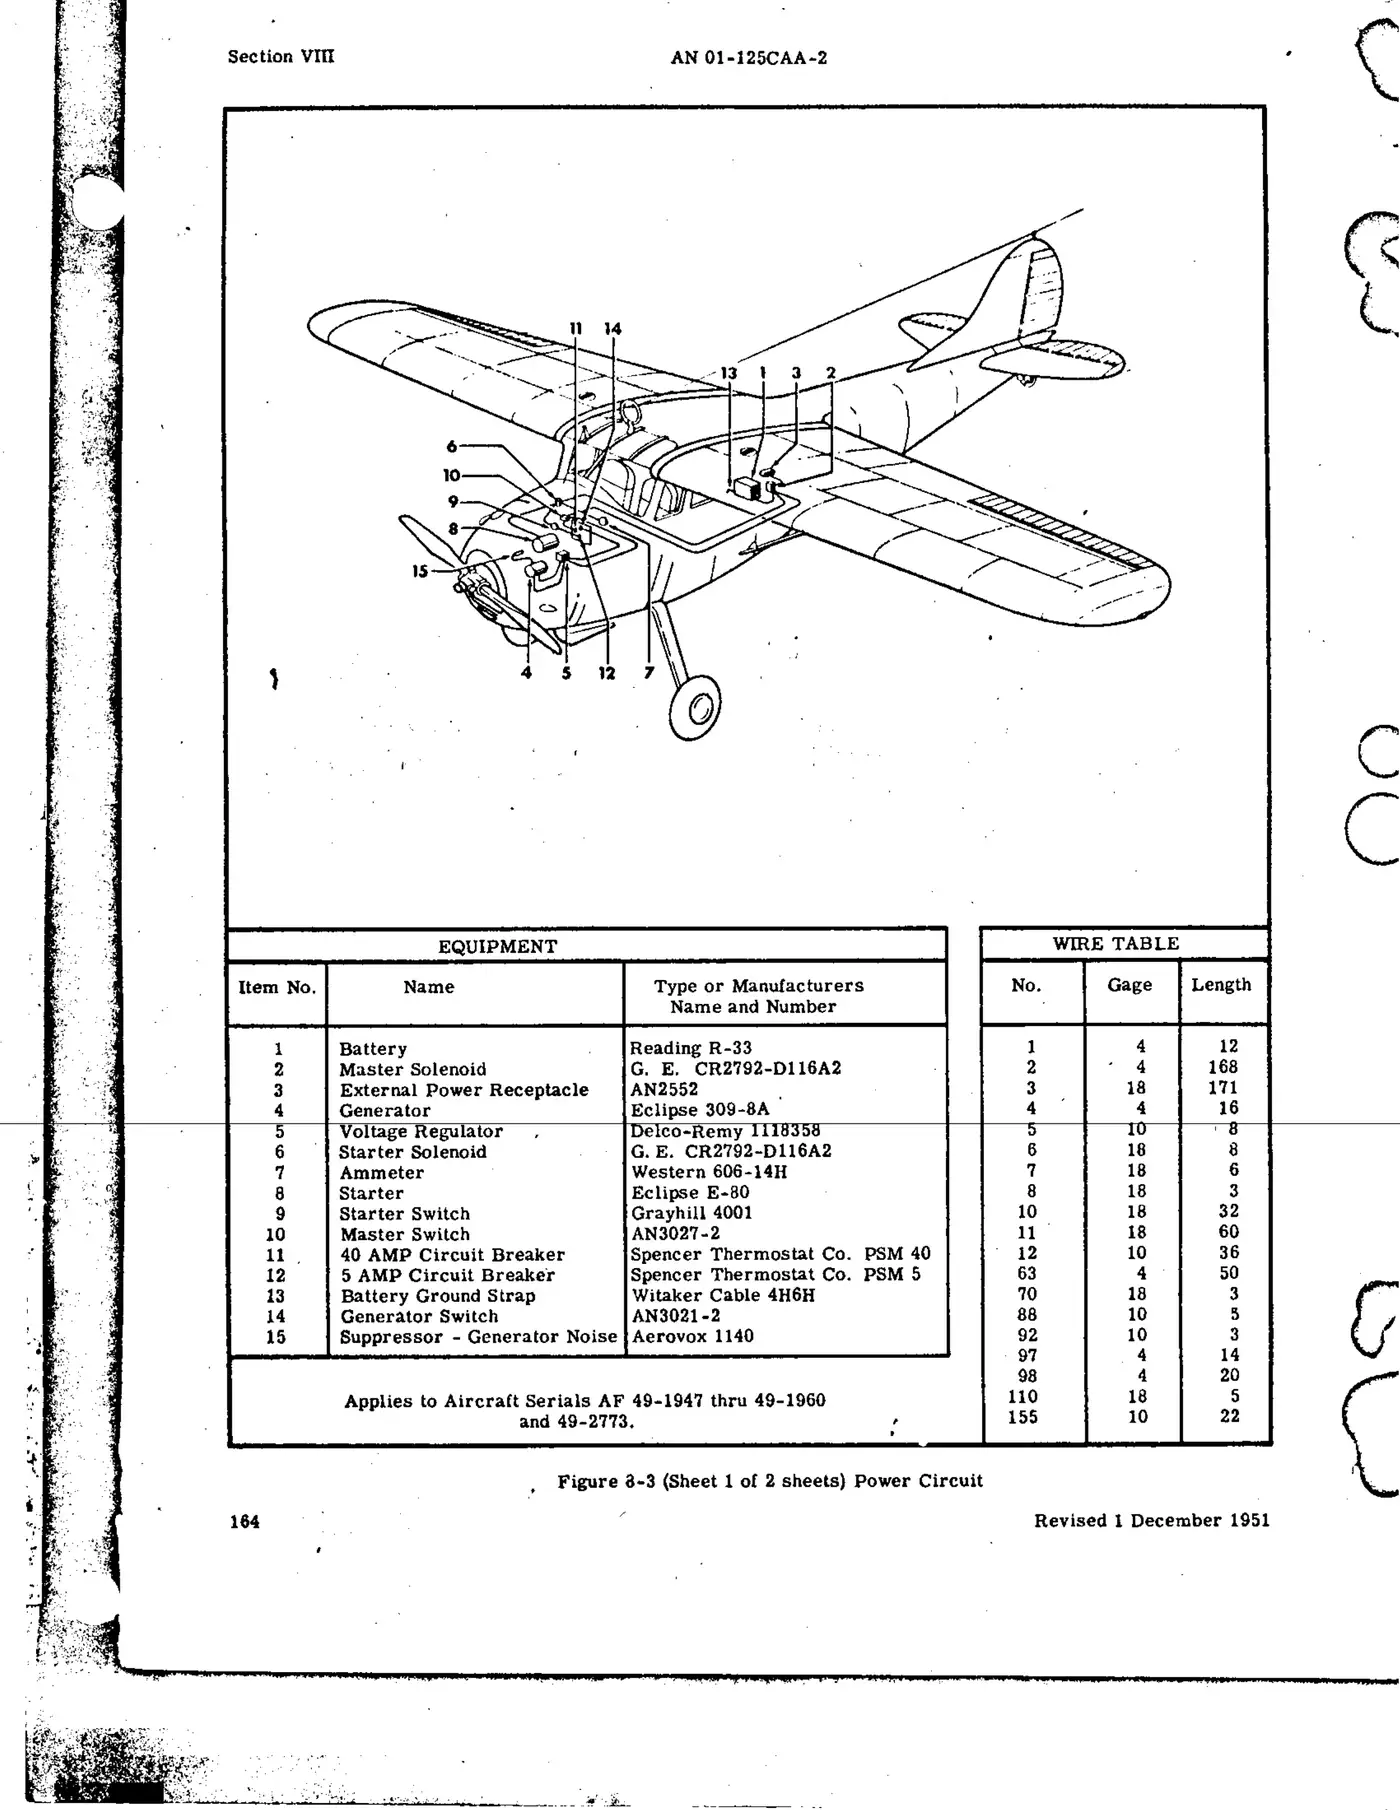 Section VIII
AN 01-125CAA-2
11 14
13 1 3 2
6
10
9
8
15
4 5 12 7
EQUIPMENT
Item No. Name Type or Manufacturers
Name and Number
1 Battery Reading R-33
2 Master Solenoid G. E. CR2792-D116A2
3 External Power Receptacle AN2552
4 Generator Eclipse 309-8A
5 Voltage Regulator Delco-Remy 1118358
6 Starter Solenoid G. E. CR2792-D116A2
7 Ammeter Western 606-14H
8 Starter Eclipse E-80
9 Starter Switch Grayhill 4001
10 Master Switch AN3027-2
11 40 AMP Circuit Breaker Spencer Thermostat Co. PSM 40
12 5 AMP Circuit Breaker Spencer Thermostat Co. PSM 5
13 Battery Ground Strap Witaker Cable 4H6H
14 Generator Switch AN3021-2
15 Suppressor - Generator Noise Aerovox 1140
Applies to Aircraft Serials AF 49-1947 thru 49-1960
and 49-2773.
WIRE TABLE
No. Gage Length
1 4 12
2 4 168
3 18 171
4 4 16
5 10 8
6 18 8
7 18 6
8 18 3
10 18 32
11 18 60
12 10 36
63 4 50
70 18 3
88 10 5
92 10 3
97 4 14
98 4 20
110 18 5
155 10 22
Figure 8-3 (Sheet 1 of 2 sheets) Power Circuit
164
Revised 1 December 1951